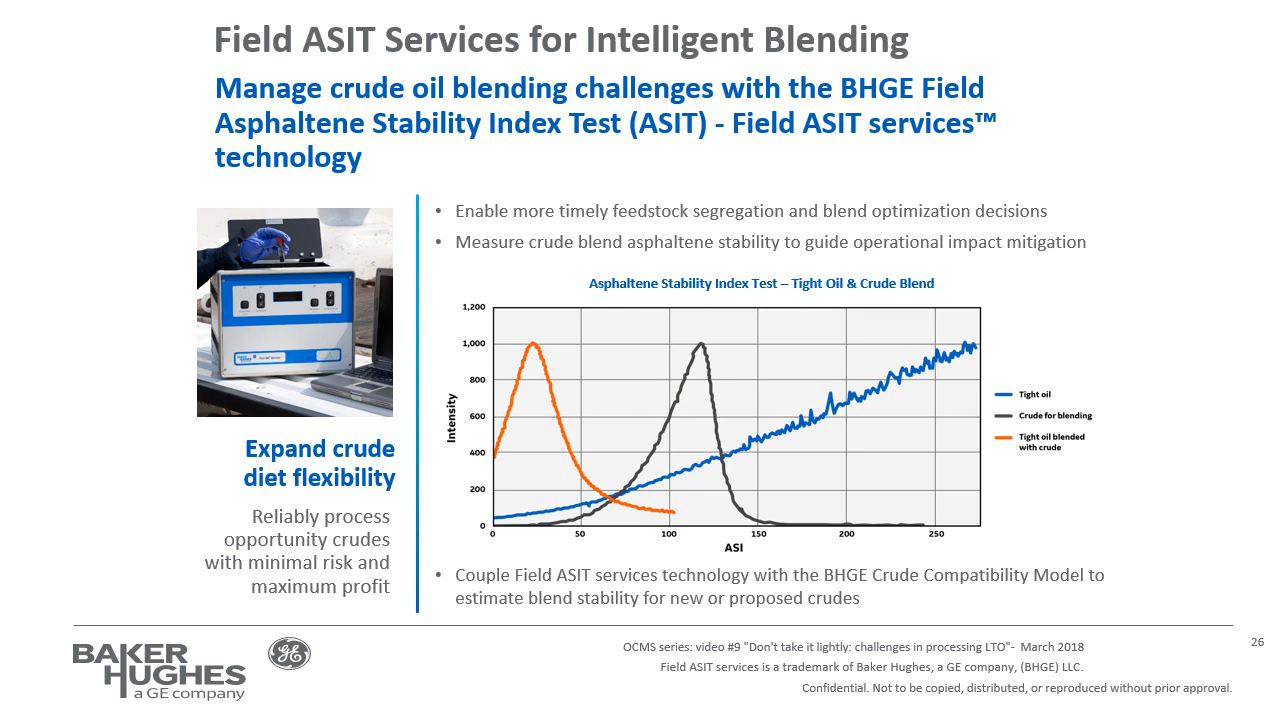 Field ASIT Services for Intelligent Blending
Manage crude oil blending challenges with the BHGE Field
Asphaltene Stability Index Test (ASIT) - Field ASIT services™
technology
• Enable more timely feedstock segregation and blend optimization decisions
• Measure crude blend asphaltene stability to guide operational impact mitigation
Asphaltene Stability Index Test – Tight Oil & Crude Blend
1,200
1,000
800
600
400
200
0
Intensity
0 50 100 150 200 250
ASI
Tight oil
Crude for blending
Tight oil blended
with crude
Expand crude
diet flexibility
Reliably process
opportunity crudes
with minimal risk and
maximum profit
• Couple Field ASIT services technology with the BHGE Crude Compatibility Model to
estimate blend stability for new or proposed crudes
BAKER
HUGHES
a GE company
OCMS series: video #9 "Don't take it lightly: challenges in processing LTO"- March 2018
Field ASIT services is a trademark of Baker Hughes, a GE company, (BHGE) LLC.
Confidential. Not to be copied, distributed, or reproduced without prior approval.
26